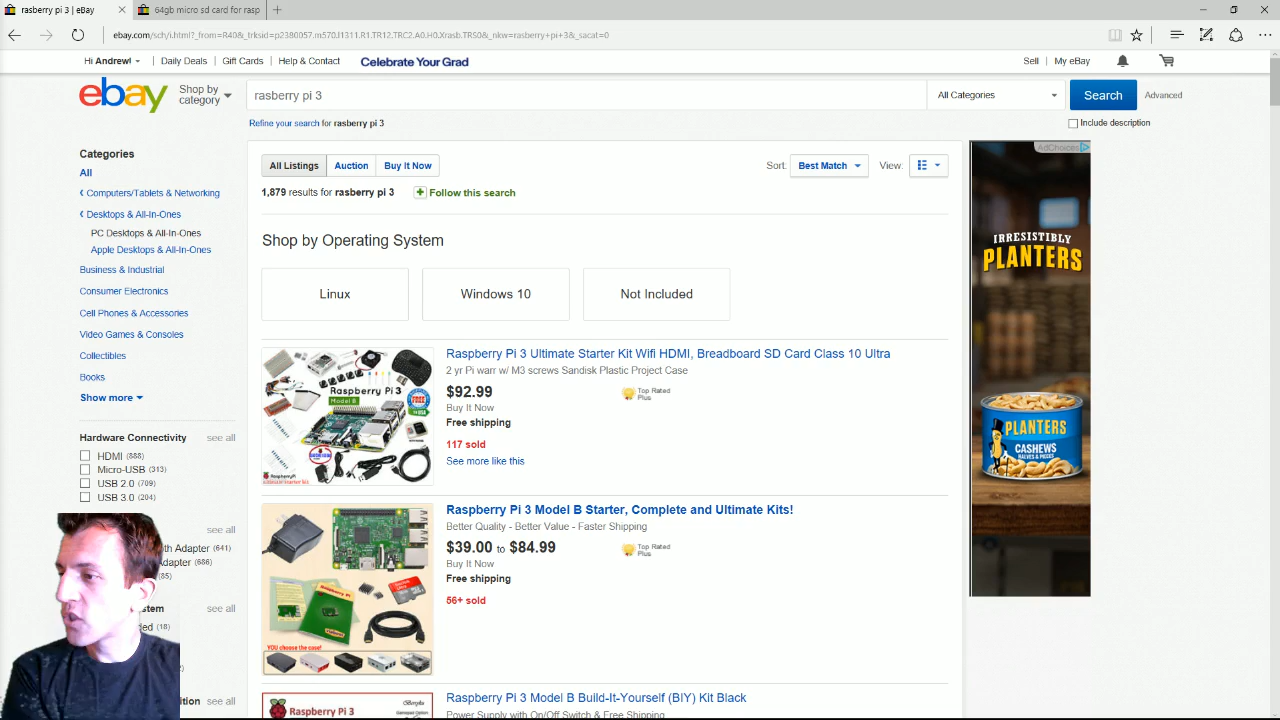 rasberry pi 3 | eBay
64gb micro sd card for rasp
ebay.com/sch/i.html?_from=R40&_trksid=p2380057.m570.l1311.R1.TR12.TRC2.A0.H0.Xrasb.TRS0&_nkw=rasberry+pi+3&_sacat=0
Hi Andrew! Daily Deals Gift Cards Help & Contact Celebrate Your Grad Sell My eBay
ebay Shop by category rasberry pi 3 All Categories Search Advanced
Refine your search for rasberry pi 3 Include description
Categories
All
Computers/Tablets & Networking
Desktops & All-In-Ones
PC Desktops & All-In-Ones
Apple Desktops & All-In-Ones
Business & Industrial
Consumer Electronics
Cell Phones & Accessories
Video Games & Consoles
Collectibles
Books
Show more
Hardware Connectivity see all
HDMI (888)
Micro-USB (313)
USB 2.0 (709)
USB 3.0 (204)
see all
th Adapter (641)
dapter (686)
(85)
stem see all
ded (18)
dition see all
All Listings Auction Buy It Now Sort: Best Match View:
1,879 results for rasberry pi 3 Follow this search
Shop by Operating System
Linux Windows 10 Not Included
Raspberry Pi 3 Ultimate Starter Kit Wifi HDMI, Breadboard SD Card Class 10 Ultra
2 yr Pi warr w/ M3 screws Sandisk Plastic Project Case
$92.99 Top Rated Plus
Buy It Now
Free shipping
117 sold
See more like this
Raspberry Pi 3
Model B
FREE
Raspberry Pi 3 Model B Starter, Complete and Ultimate Kits!
Better Quality - Better Value - Faster Shipping
$39.00 to $84.99 Top Rated Plus
Buy It Now
Free shipping
56+ sold
YOU choose the case!
Raspberry Pi 3 Model B Build-It-Yourself (BIY) Kit Black
Power Supply with On/Off Switch & Free Shipping
Raspberry Pi 3
AdChoices
IRRESISTIBLY
PLANTERS
PLANTERS
CASHEWS
HALVES & PIECES